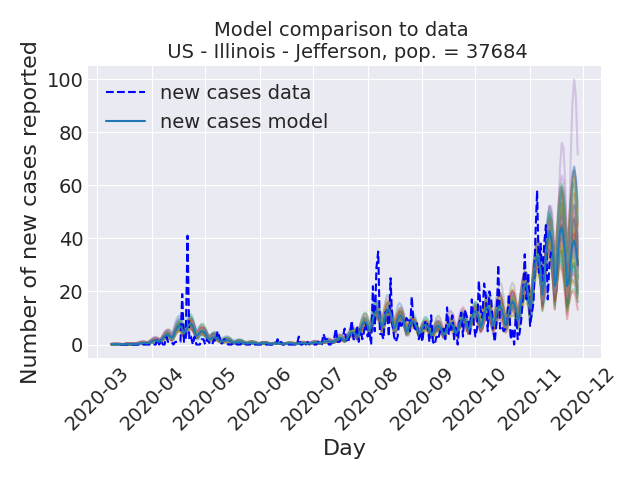 Model comparison to data
US - Illinois - Jefferson, pop. = 37684
Number of new cases reported
100
80
60
40
20
0
new cases data
new cases model
2020-03
2020-04
2020-05
2020-06
2020-07
2020-08
2020-09
2020-10
2020-11
2020-12
Day